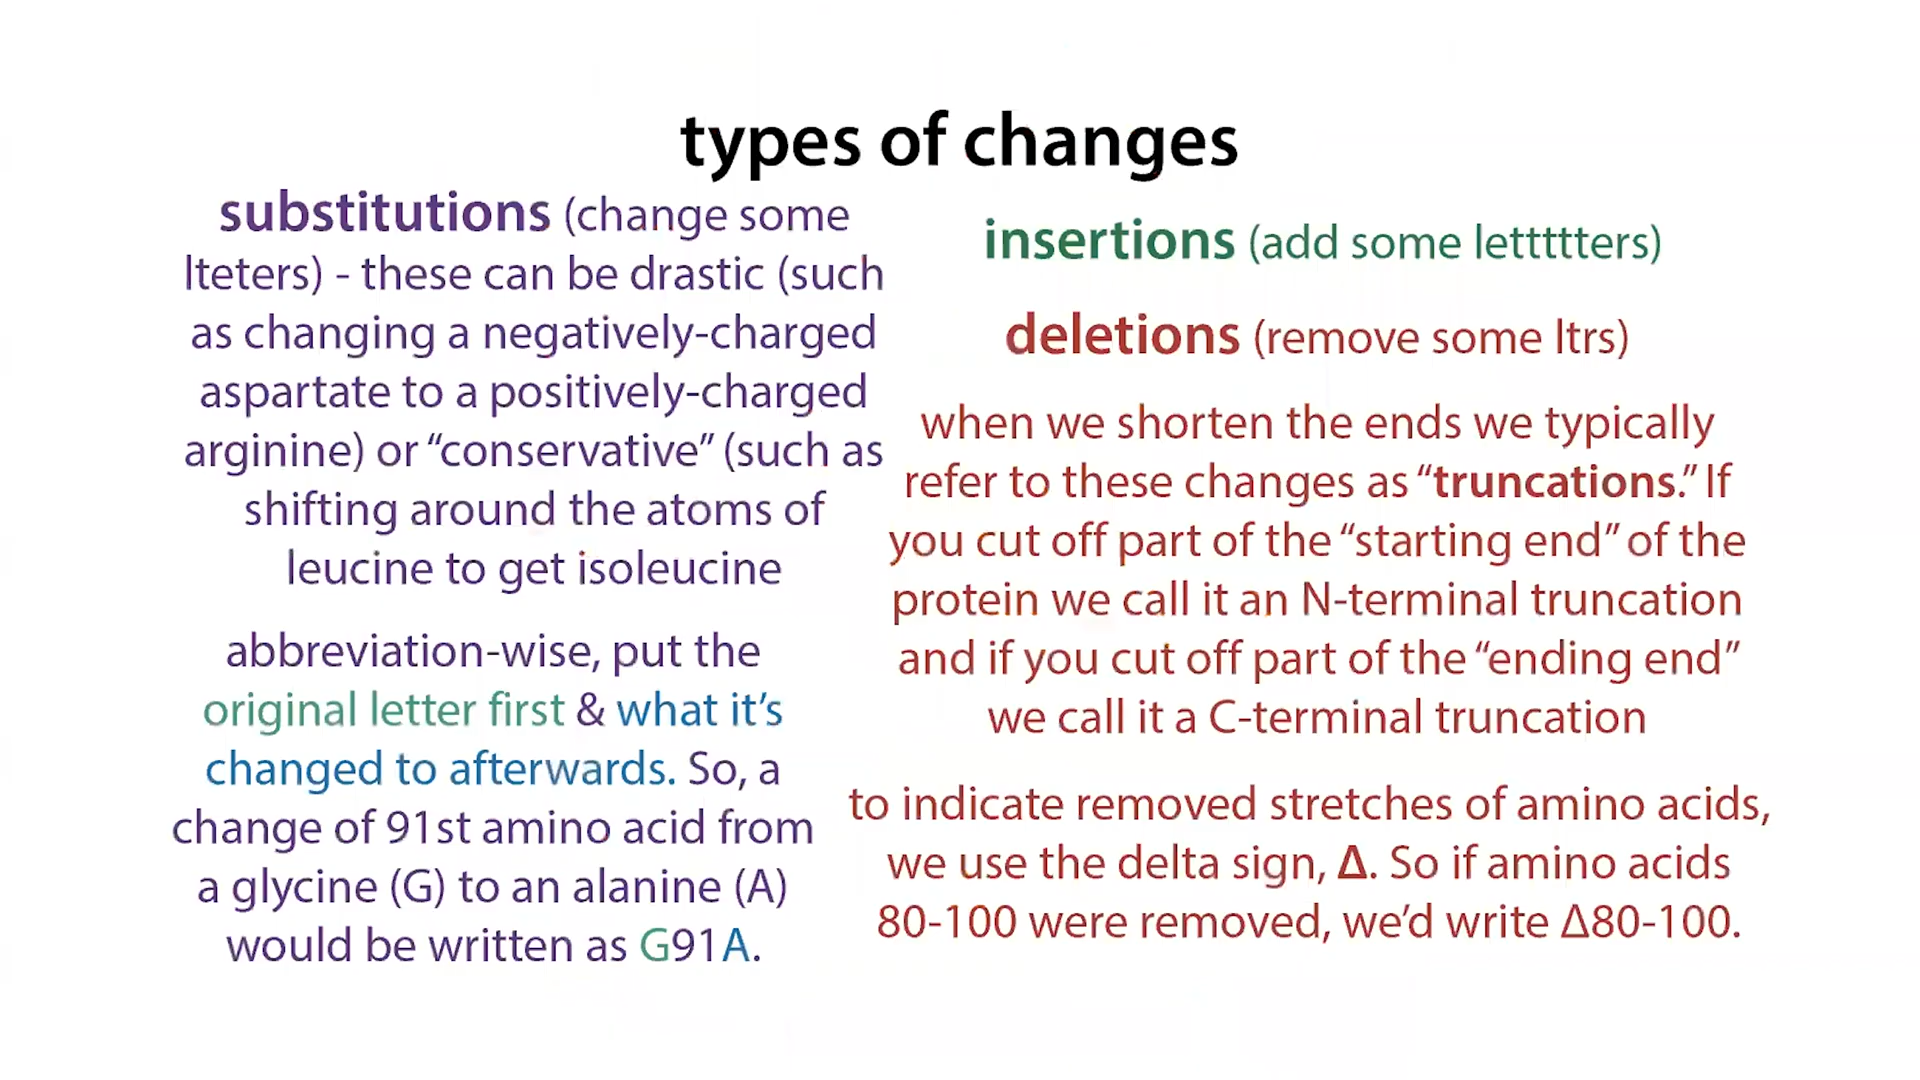 types of changes
substitutions (change some
lteters) - these can be drastic (such
as changing a negatively-charged
aspartate to a positively-charged
arginine) or “conservative” (such as
shifting around the atoms of
leucine to get isoleucine
abbreviation-wise, put the
original letter first & what it’s
changed to afterwards. So, a
change of 91st amino acid from
a glycine (G) to an alanine (A)
would be written as G91A.
insertions (add some lettttters)
deletions (remove some ltrs)
when we shorten the ends we typically
refer to these changes as “truncations.” If
you cut off part of the “starting end” of the
protein we call it an N-terminal truncation
and if you cut off part of the “ending end”
we call it a C-terminal truncation
to indicate removed stretches of amino acids,
we use the delta sign, Δ. So if amino acids
80-100 were removed, we’d write Δ80-100.